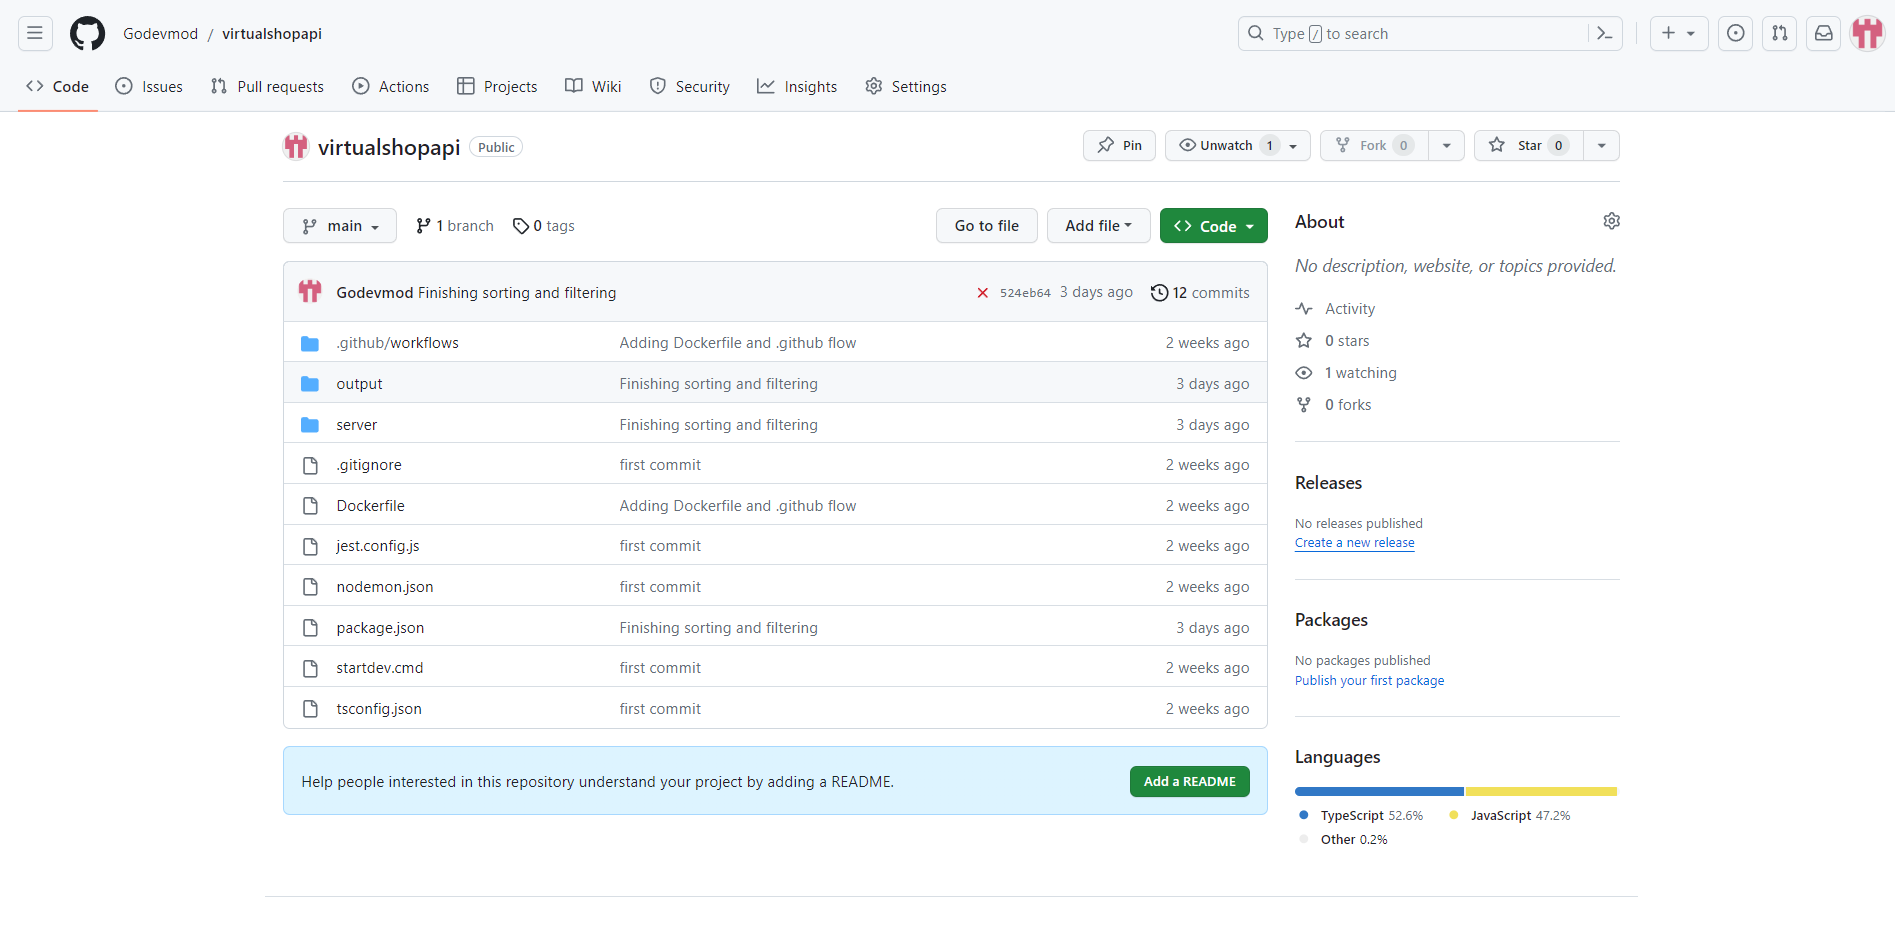 Godevmod / virtualshopapi
Type / to search
Code Issues Pull requests Actions Projects Wiki Security Insights Settings
virtualshopapi Public
Pin Unwatch 1 Fork 0 Star 0
main 1 branch 0 tags Go to file Add file Code
Godevmod Finishing sorting and filtering 524eb64 3 days ago 12 commits
.github/workflows Adding Dockerfile and .github flow 2 weeks ago
output Finishing sorting and filtering 3 days ago
server Finishing sorting and filtering 3 days ago
.gitignore first commit 2 weeks ago
Dockerfile Adding Dockerfile and .github flow 2 weeks ago
jest.config.js first commit 2 weeks ago
nodemon.json first commit 2 weeks ago
package.json Finishing sorting and filtering 3 days ago
startdev.cmd first commit 2 weeks ago
tsconfig.json first commit 2 weeks ago
Help people interested in this repository understand your project by adding a README. Add a README
About
No description, website, or topics provided.
Activity
0 stars
1 watching
0 forks
Releases
No releases published
Create a new release
Packages
No packages published
Publish your first package
Languages
TypeScript 52.6% JavaScript 47.2%
Other 0.2%